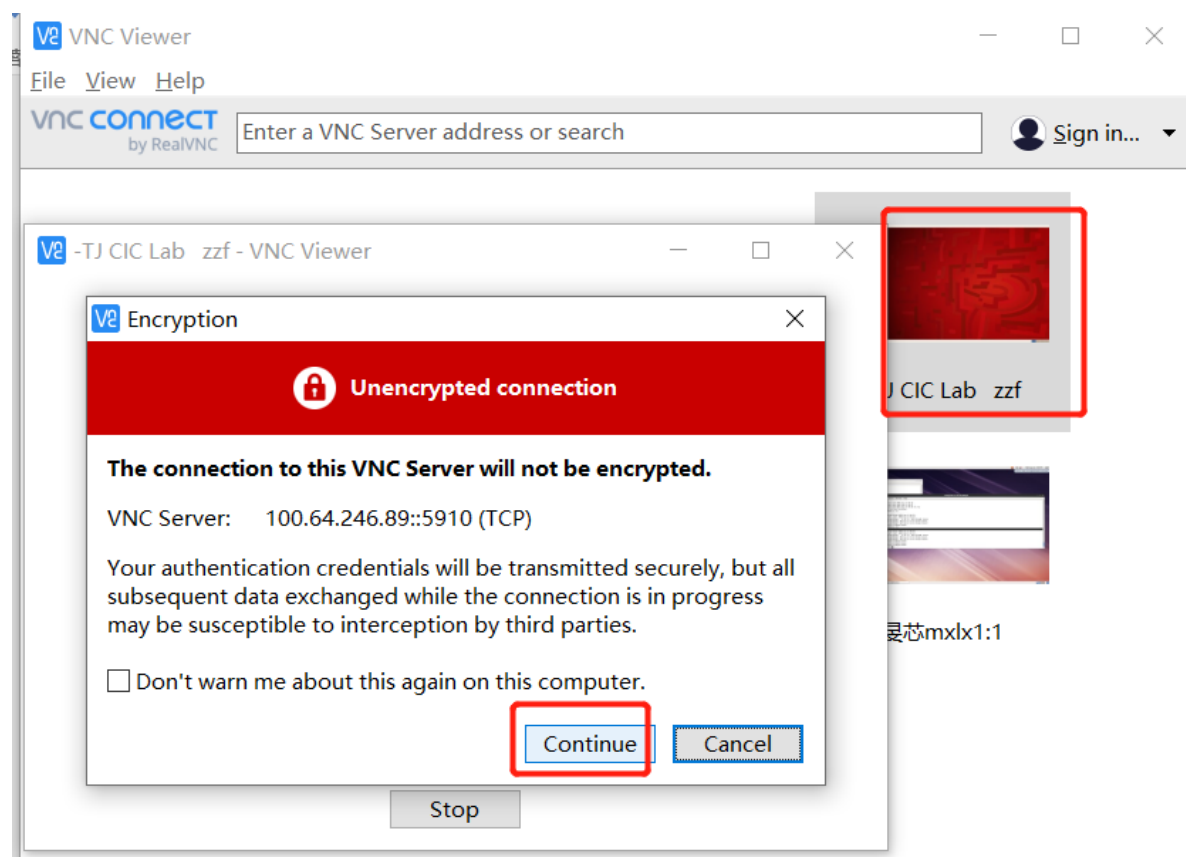 VNC Viewer
File View Help
vnc connect
by RealVNC
Enter a VNC Server address or search
Sign in...
-TJ CIC Lab zzf - VNC Viewer
Encryption
Unencrypted connection
The connection to this VNC Server will not be encrypted.
VNC Server: 100.64.246.89::5910 (TCP)
Your authentication credentials will be transmitted securely, but all
subsequent data exchanged while the connection is in progress
may be susceptible to interception by third parties.
Don't warn me about this again on this computer.
Continue Cancel
Stop
J CIC Lab zzf
芯mxlx1:1